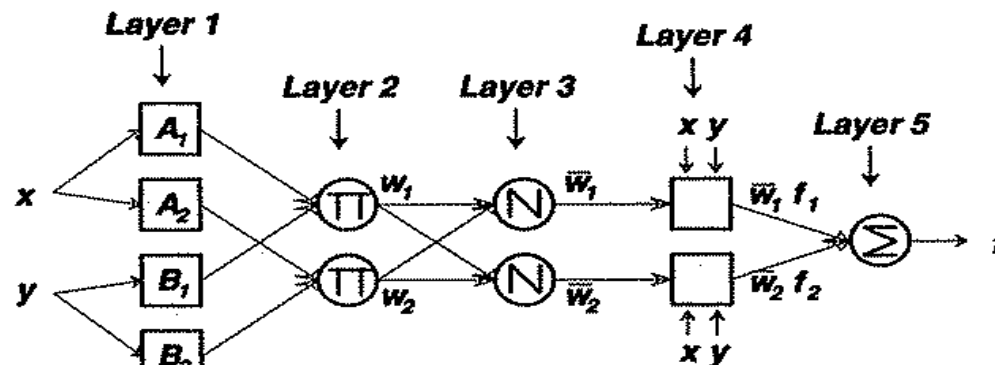 Layer 1
Layer 2
Layer 3
Layer 4
Layer 5
x
y
A₁
A₂
B₁
B₂
Π
Π
w₁
w₂
N
N
w̅₁
w̅₂
x y
x y
w̅₁ f₁
w̅₂ f₂
Σ